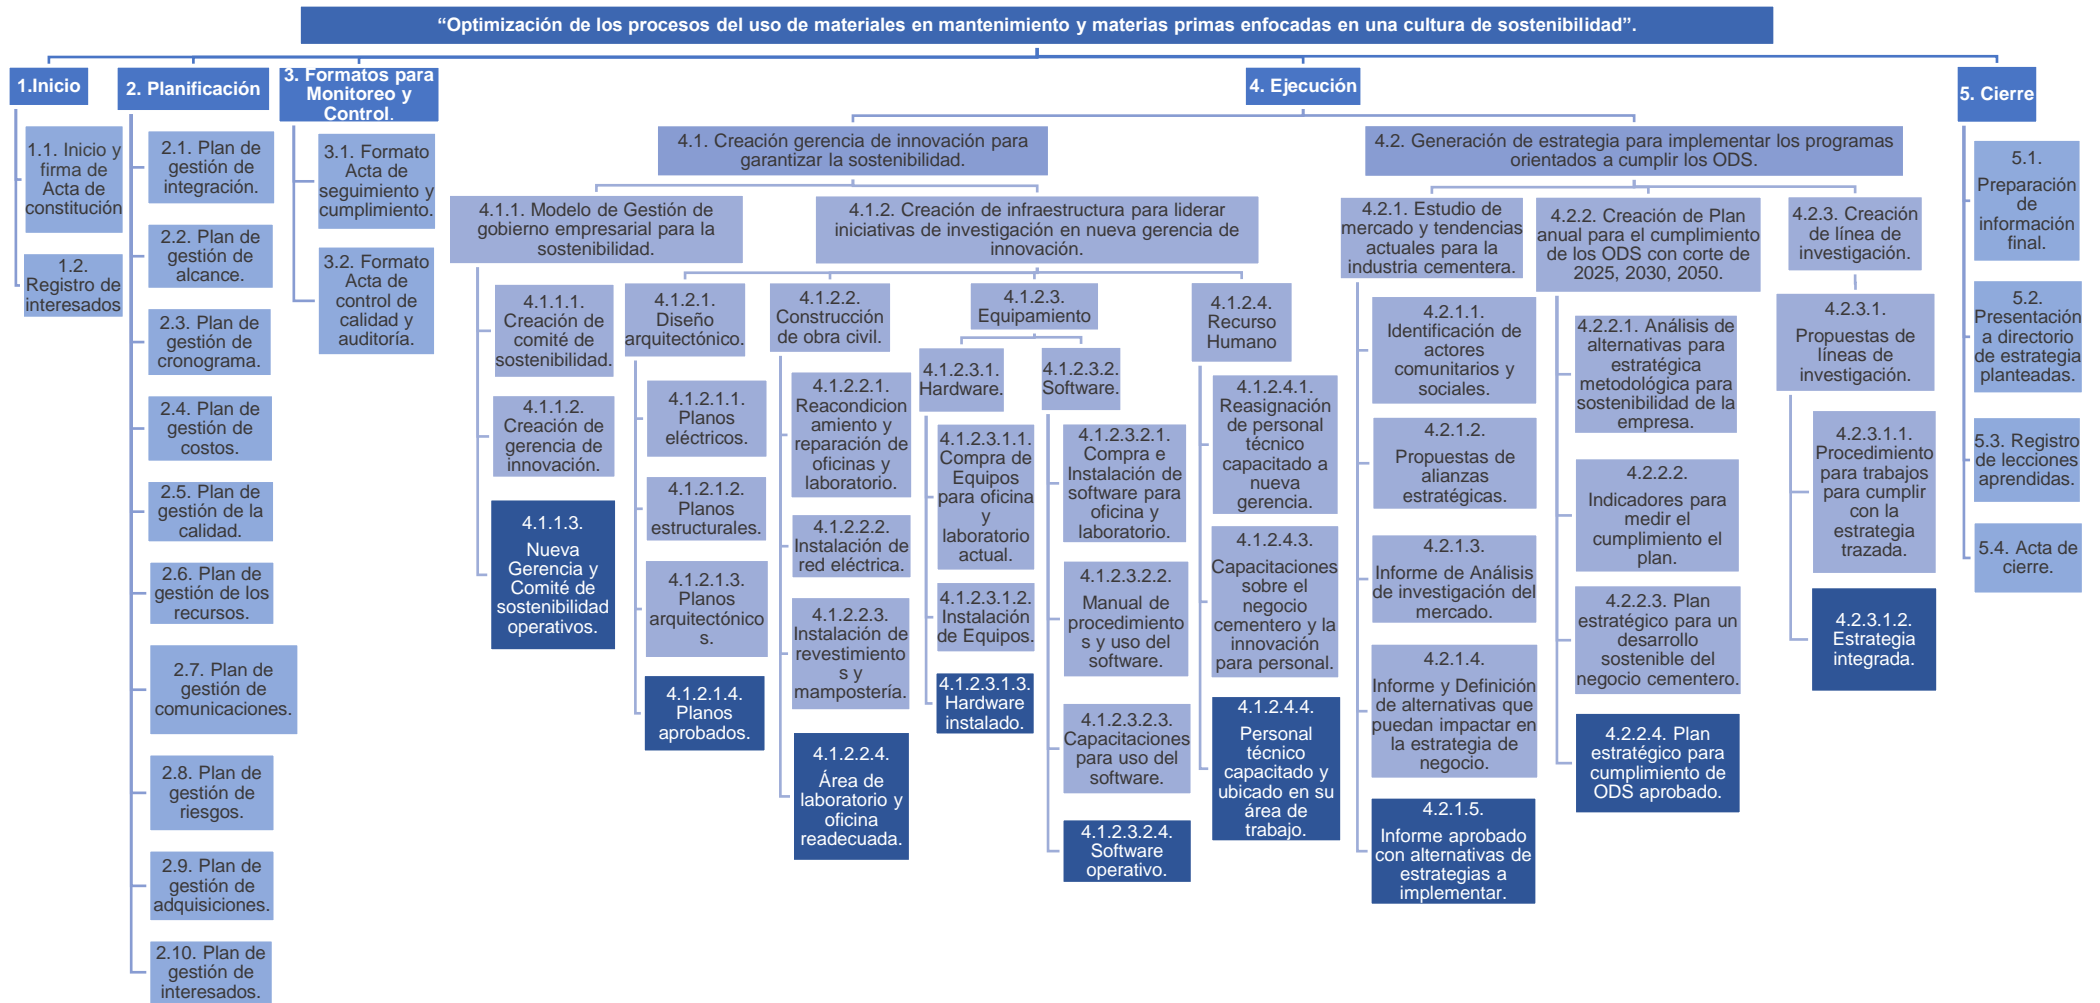 “Optimización de los procesos del uso de materiales en mantenimiento y materias primas enfocadas en una cultura de sostenibilidad”.
1.Inicio
1.1. Inicio y
firma de
Acta de
constitución
1.2.
Registro de
interesados
2. Planificación
2.1. Plan de
gestión de
integración.
2.2. Plan de
gestión de
alcance.
2.3. Plan de
gestión de
cronograma.
2.4. Plan de
gestión de
costos.
2.5. Plan de
gestión de la
calidad.
2.6. Plan de
gestión de los
recursos.
2.7. Plan de
gestión de
comunicaciones.
2.8. Plan de
gestión de
riesgos.
2.9. Plan de
gestión de
adquisiciones.
2.10. Plan de
gestión de
interesados.
3. Formatos para
Monitoreo y
Control.
3.1. Formato
Acta de
seguimiento y
cumplimiento.
3.2. Formato
Acta de
control de
calidad y
auditoría.
4. Ejecución
4.1. Creación gerencia de innovación para
garantizar la sostenibilidad.
4.1.1. Modelo de Gestión de
gobierno empresarial para la
sostenibilidad.
4.1.1.1.
Creación de
comité de
sostenibilidad.
4.1.1.2.
Creación de
gerencia de
innovación.
4.1.1.3.
Nueva
Gerencia y
Comité de
sostenibilidad
operativos.
4.1.2. Creación de infraestructura para liderar
iniciativas de investigación en nueva gerencia de
innovación.
4.1.2.1.
Diseño
arquitectónico.
4.1.2.1.1.
Planos
eléctricos.
4.1.2.1.2.
Planos
estructurales.
4.1.2.1.3.
Planos
arquitectónico
s.
4.1.2.1.4.
Planos
aprobados.
4.1.2.2.
Construcción
de obra civil.
4.1.2.2.1.
Reacondicion
amiento y
reparación de
oficinas y
laboratorio.
4.1.2.2.2.
Instalación de
red eléctrica.
4.1.2.2.3.
Instalación de
revestimiento
s y
mampostería.
4.1.2.2.4.
Área de
laboratorio y
oficina
readecuada.
4.1.2.3.
Equipamiento
4.1.2.3.1.
Hardware.
4.1.2.3.1.1.
Compra de
Equipos
para oficina
y
laboratorio
actual.
4.1.2.3.1.2.
Instalación
de Equipos.
4.1.2.3.1.3.
Hardware
instalado.
4.1.2.3.2.
Software.
4.1.2.3.2.1.
Compra e
Instalación de
software para
oficina y
laboratorio.
4.1.2.3.2.2.
Manual de
procedimiento
s y uso del
software.
4.1.2.3.2.3.
Capacitaciones
para uso del
software.
4.1.2.3.2.4.
Software
operativo.
4.1.2.4.
Recurso
Humano
4.1.2.4.1.
Reasignación
de personal
técnico
capacitado a
nueva
gerencia.
4.1.2.4.3.
Capacitaciones
sobre el
negocio
cementero y la
innovación
para personal.
4.1.2.4.4.
Personal
técnico
capacitado y
ubicado en su
área de
trabajo.
4.2. Generación de estrategia para implementar los programas
orientados a cumplir los ODS.
4.2.1. Estudio de
mercado y tendencias
actuales para la
industria cementera.
4.2.1.1.
Identificación de
actores
comunitarios y
sociales.
4.2.1.2.
Propuestas de
alianzas
estratégicas.
4.2.1.3.
Informe de Análisis
de investigación del
mercado.
4.2.1.4.
Informe y Definición
de alternativas que
puedan impactar en
la estrategia de
negocio.
4.2.1.5.
Informe aprobado
con alternativas de
estrategias a
implementar.
4.2.2. Creación de Plan
anual para el cumplimiento
de los ODS con corte de
2025, 2030, 2050.
4.2.2.1. Análisis de
alternativas para
estratégica
metodológica para
sostenibilidad de la
empresa.
4.2.2.2.
Indicadores para
medir el
cumplimiento el
plan.
4.2.2.3. Plan
estratégico para un
desarrollo
sostenible del
negocio cementero.
4.2.2.4. Plan
estratégico para
cumplimiento de
ODS aprobado.
4.2.3. Creación
de línea de
investigación.
4.2.3.1.
Propuestas de
líneas de
investigación.
4.2.3.1.1.
Procedimiento
para trabajos
para cumplir
con la
estrategia
trazada.
4.2.3.1.2.
Estrategia
integrada.
5. Cierre
5.1.
Preparación
de
información
final.
5.2.
Presentación
a directorio
de estrategia
planteadas.
5.3. Registro
de lecciones
aprendidas.
5.4. Acta de
cierre.